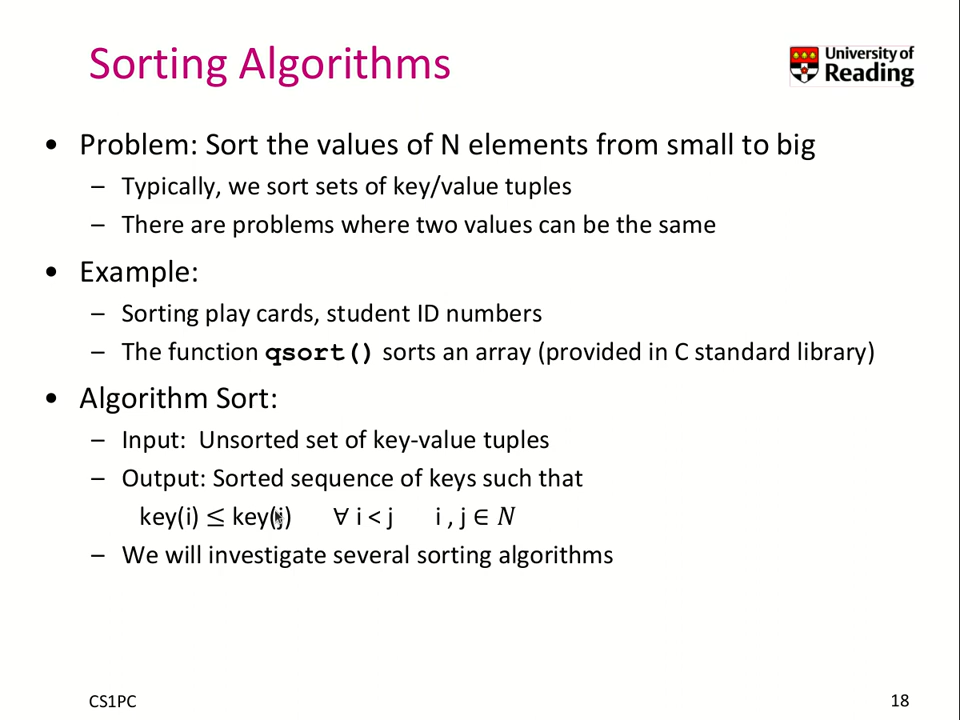 Sorting Algorithms
University of
Reading
• Problem: Sort the values of N elements from small to big
– Typically, we sort sets of key/value tuples
– There are problems where two values can be the same
• Example:
– Sorting play cards, student ID numbers
– The function qsort() sorts an array (provided in C standard library)
• Algorithm Sort:
– Input: Unsorted set of key-value tuples
– Output: Sorted sequence of keys such that
key(i) ≤ key(j) ∀ i < j i , j ∈ N
– We will investigate several sorting algorithms
CS1PC
18